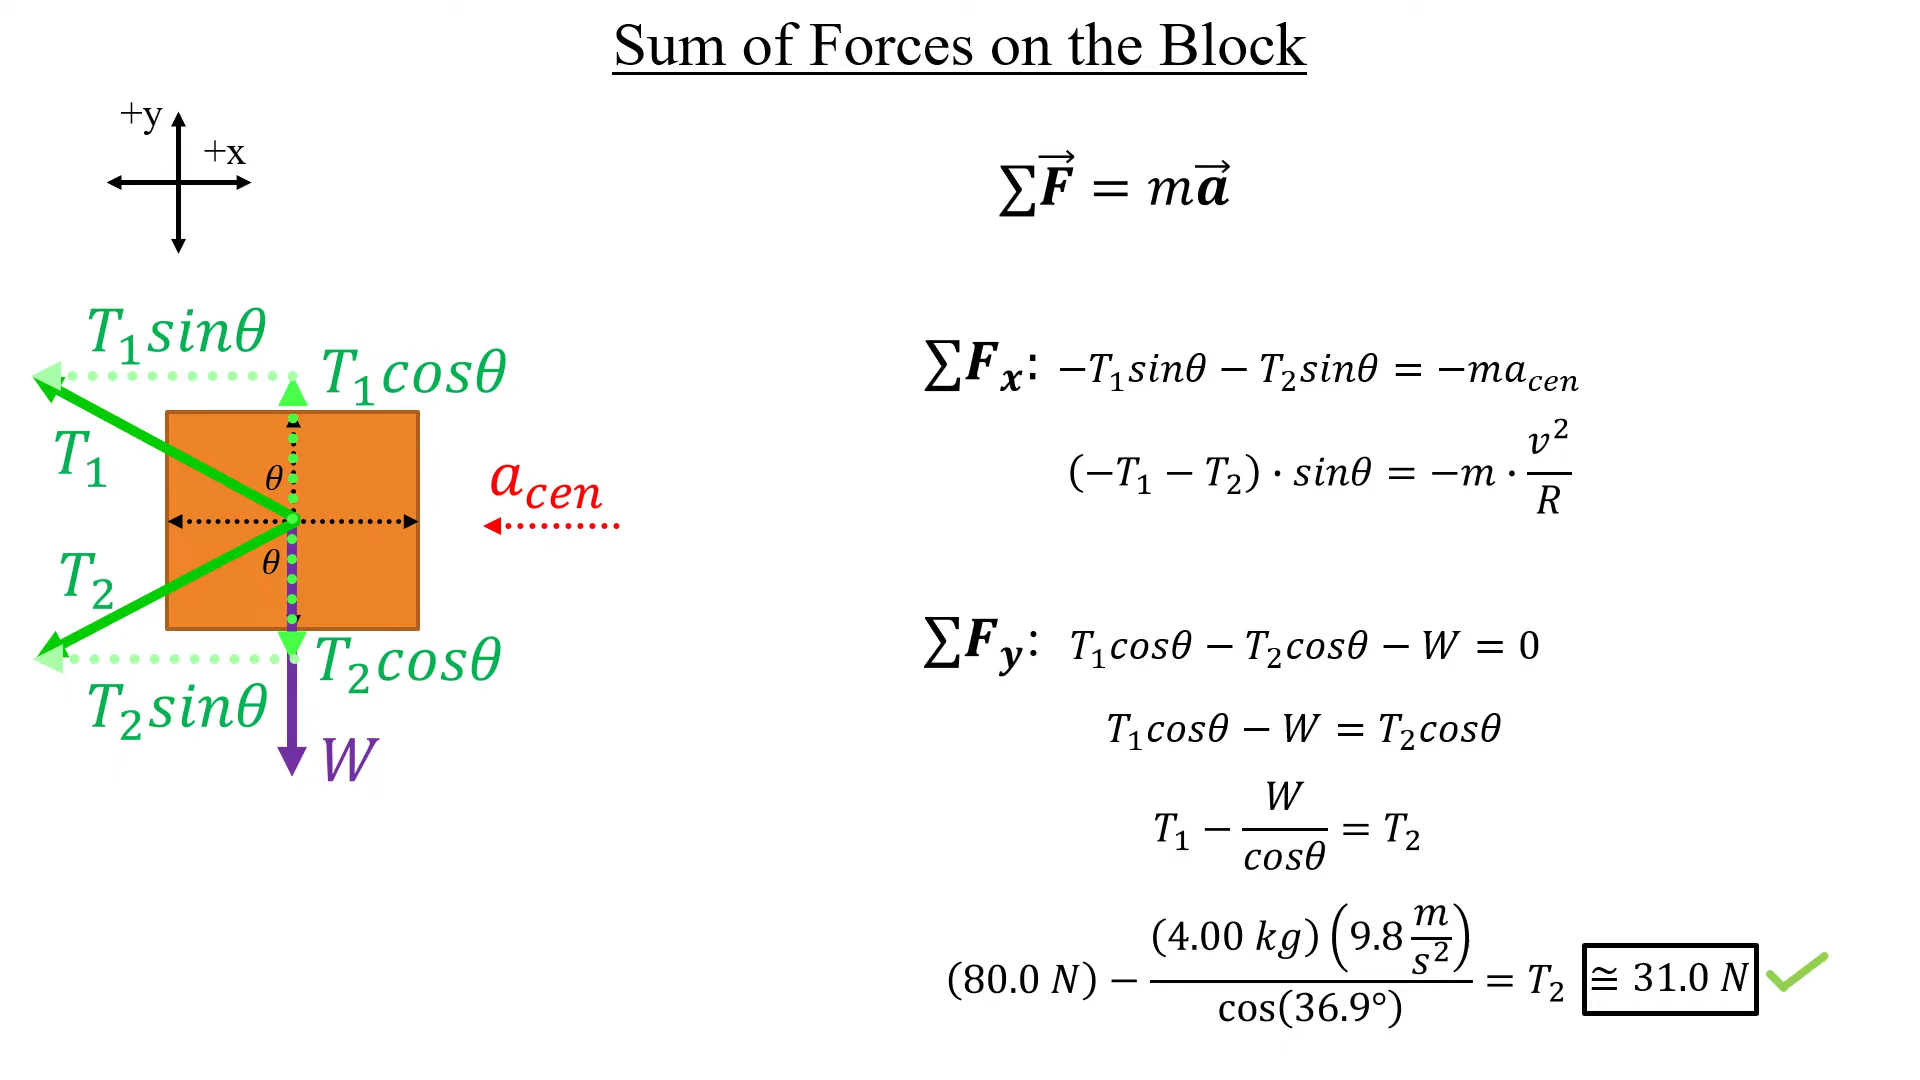 Sum of Forces on the Block
+y
+x
∑F⃗ = ma⃗
T₁sinθ
T₁cosθ
T₁
θ
a_cen
θ
T₂
T₂cosθ
T₂sinθ
W
∑Fₓ: −T₁sinθ − T₂sinθ = −ma_cen
(−T₁ − T₂) · sinθ = −m · v²/R
∑F_y: T₁cosθ − T₂cosθ − W = 0
T₁cosθ − W = T₂cosθ
T₁ − W/cosθ = T₂
(80.0 N) − (4.00 kg)(9.8 m/s²)/cos(36.9°) = T₂ ≅ 31.0 N